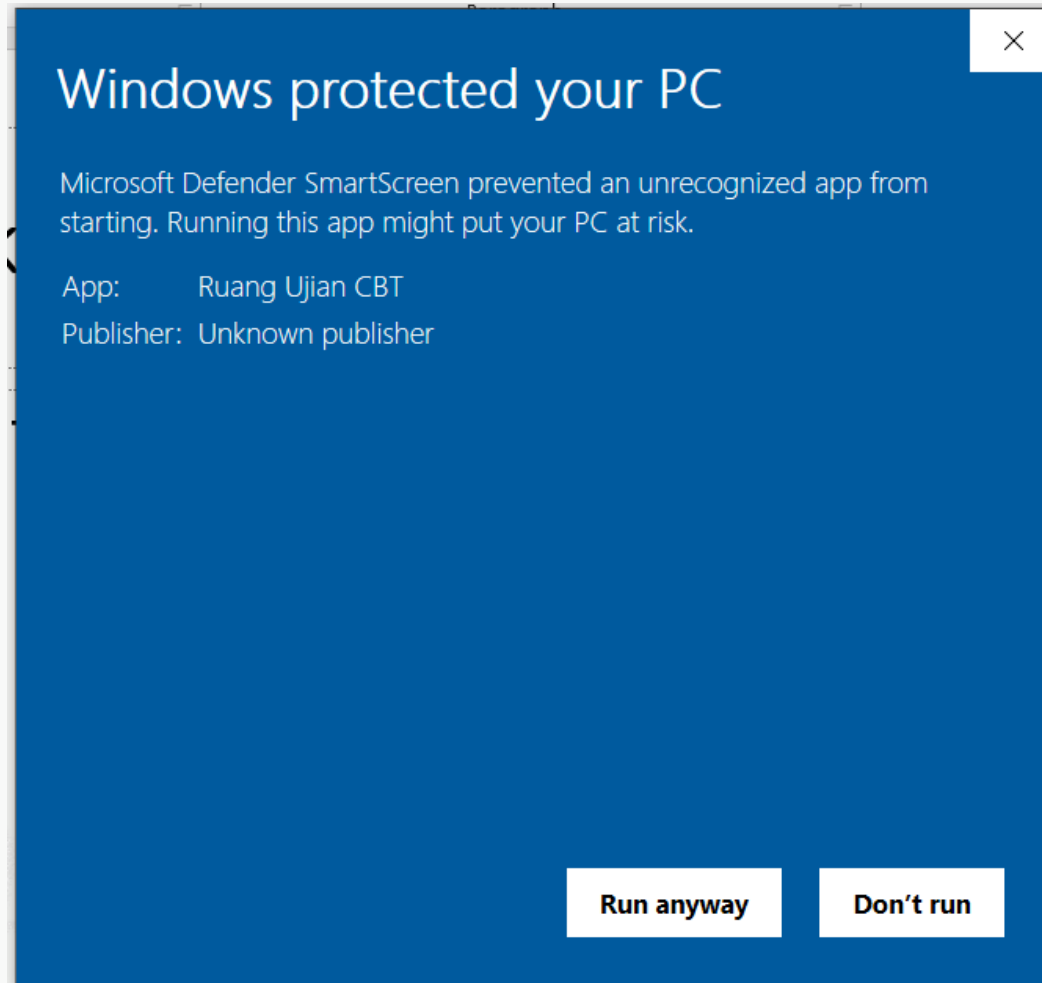 Windows protected your PC
Microsoft Defender SmartScreen prevented an unrecognized app from
starting. Running this app might put your PC at risk.
App: Ruang Ujian CBT
Publisher: Unknown publisher
Run anyway Don’t run